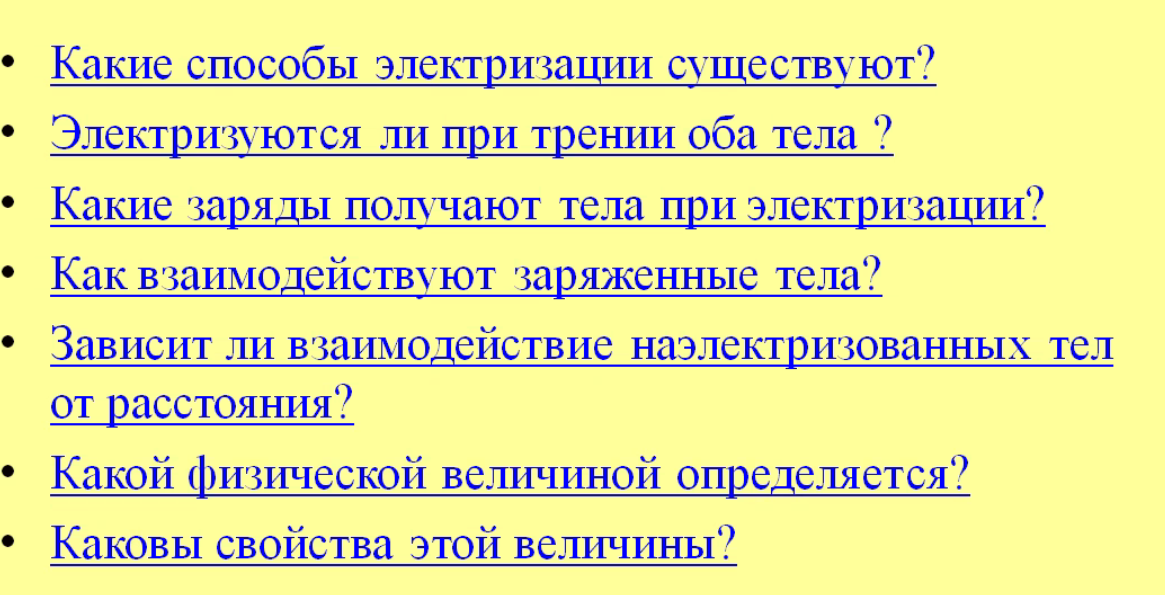 • Какие способы электризации существуют?
• Электризуются ли при трении оба тела ?
• Какие заряды получают тела при электризации?
• Как взаимодействуют заряженные тела?
• Зависит ли взаимодействие наэлектризованных тел
от расстояния?
• Какой физической величиной определяется?
• Каковы свойства этой величины?